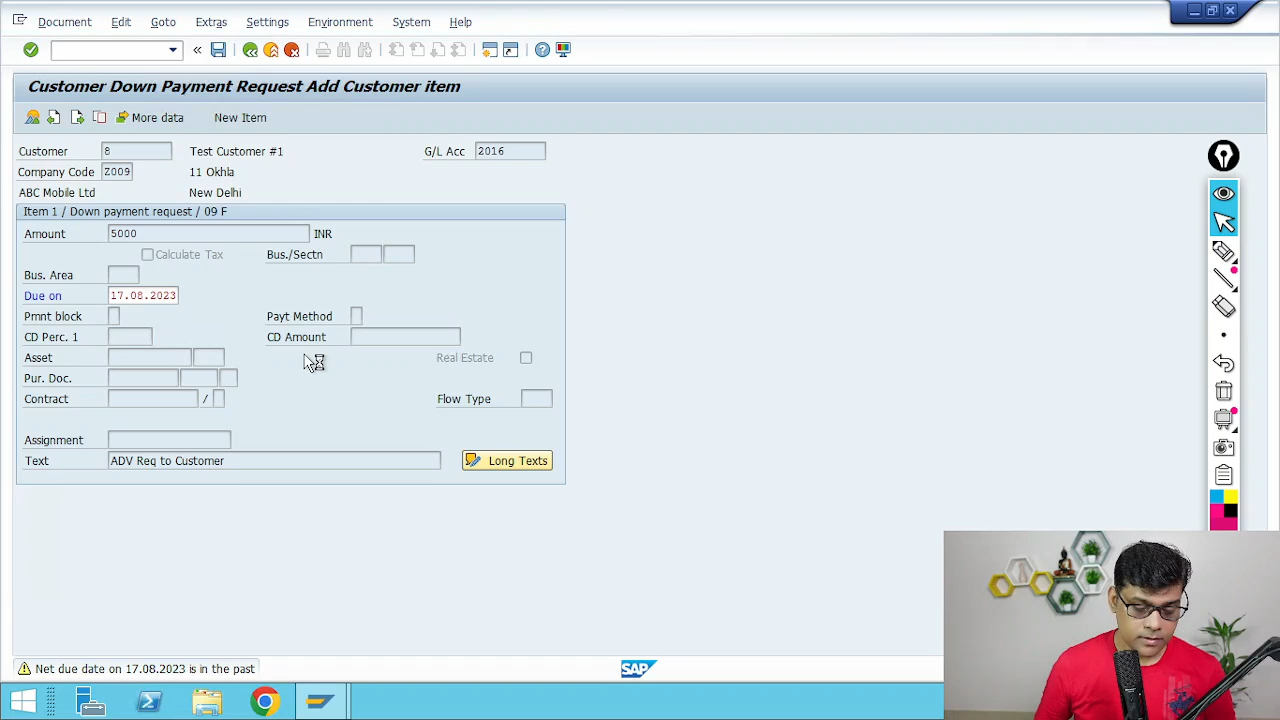 Document Edit Goto Extras Settings Environment System Help
Customer Down Payment Request Add Customer item
More data New Item
Customer 8 Test Customer #1 G/L Acc 2016
Company Code Z009 11 Okhla
ABC Mobile Ltd New Delhi
Item 1 / Down payment request / 09 F
Amount 5000 INR
Calculate Tax Bus./Sectn
Bus. Area
Due on 17.08.2023
Pmnt block Payt Method
CD Perc. 1 CD Amount
Asset Real Estate
Pur. Doc.
Contract / Flow Type
Assignment
Text ADV Req to Customer Long Texts
Net due date on 17.08.2023 is in the past
SAP